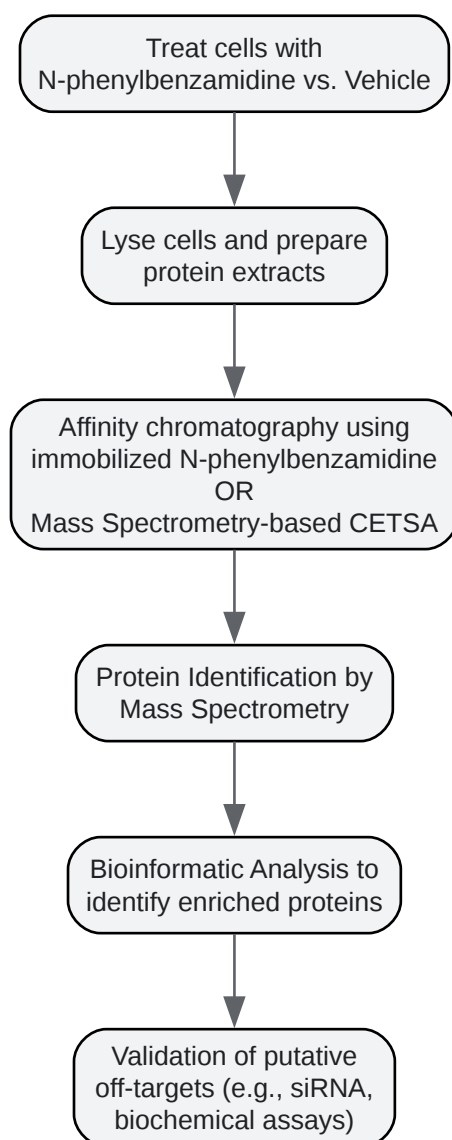 Treat cells with
N-phenylbenzamidine vs. Vehicle
Lyse cells and prepare
protein extracts
Affinity chromatography using
immobilized N-phenylbenzamidine
OR
Mass Spectrometry-based CETSA
Protein Identification by
Mass Spectrometry
Bioinformatic Analysis to
identify enriched proteins
Validation of putative
off-targets (e.g., siRNA,
biochemical assays)